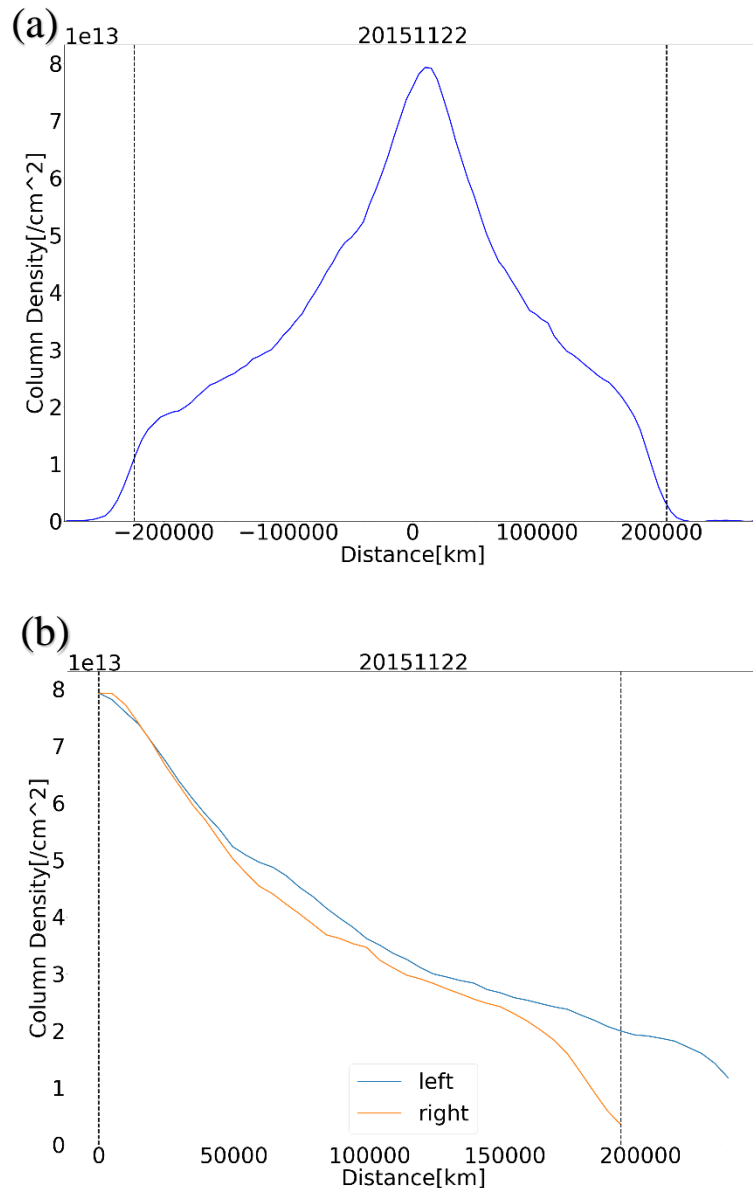 (a)
1e13
20151122
8
7
6
5
4
3
2
1
0
Column Density[/cm^2]
−200000 −100000 0 100000 200000
Distance[km]
(b)
1e13
20151122
8
7
6
5
4
3
2
1
0
Column Density[/cm^2]
left
right
0 50000 100000 150000 200000
Distance[km]